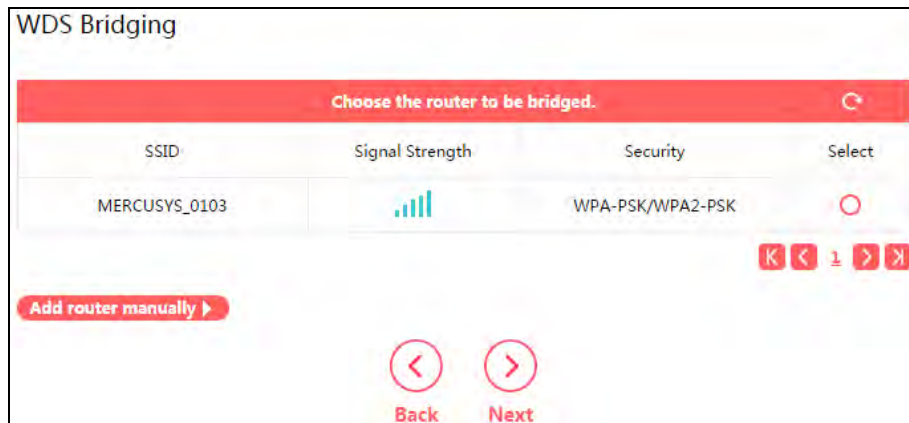 WDS Bridging
Choose the router to be bridged.
SSID Signal Strength Security Select
MERCUSYS_0103 WPA-PSK/WPA2-PSK
1
Add router manually
Back Next